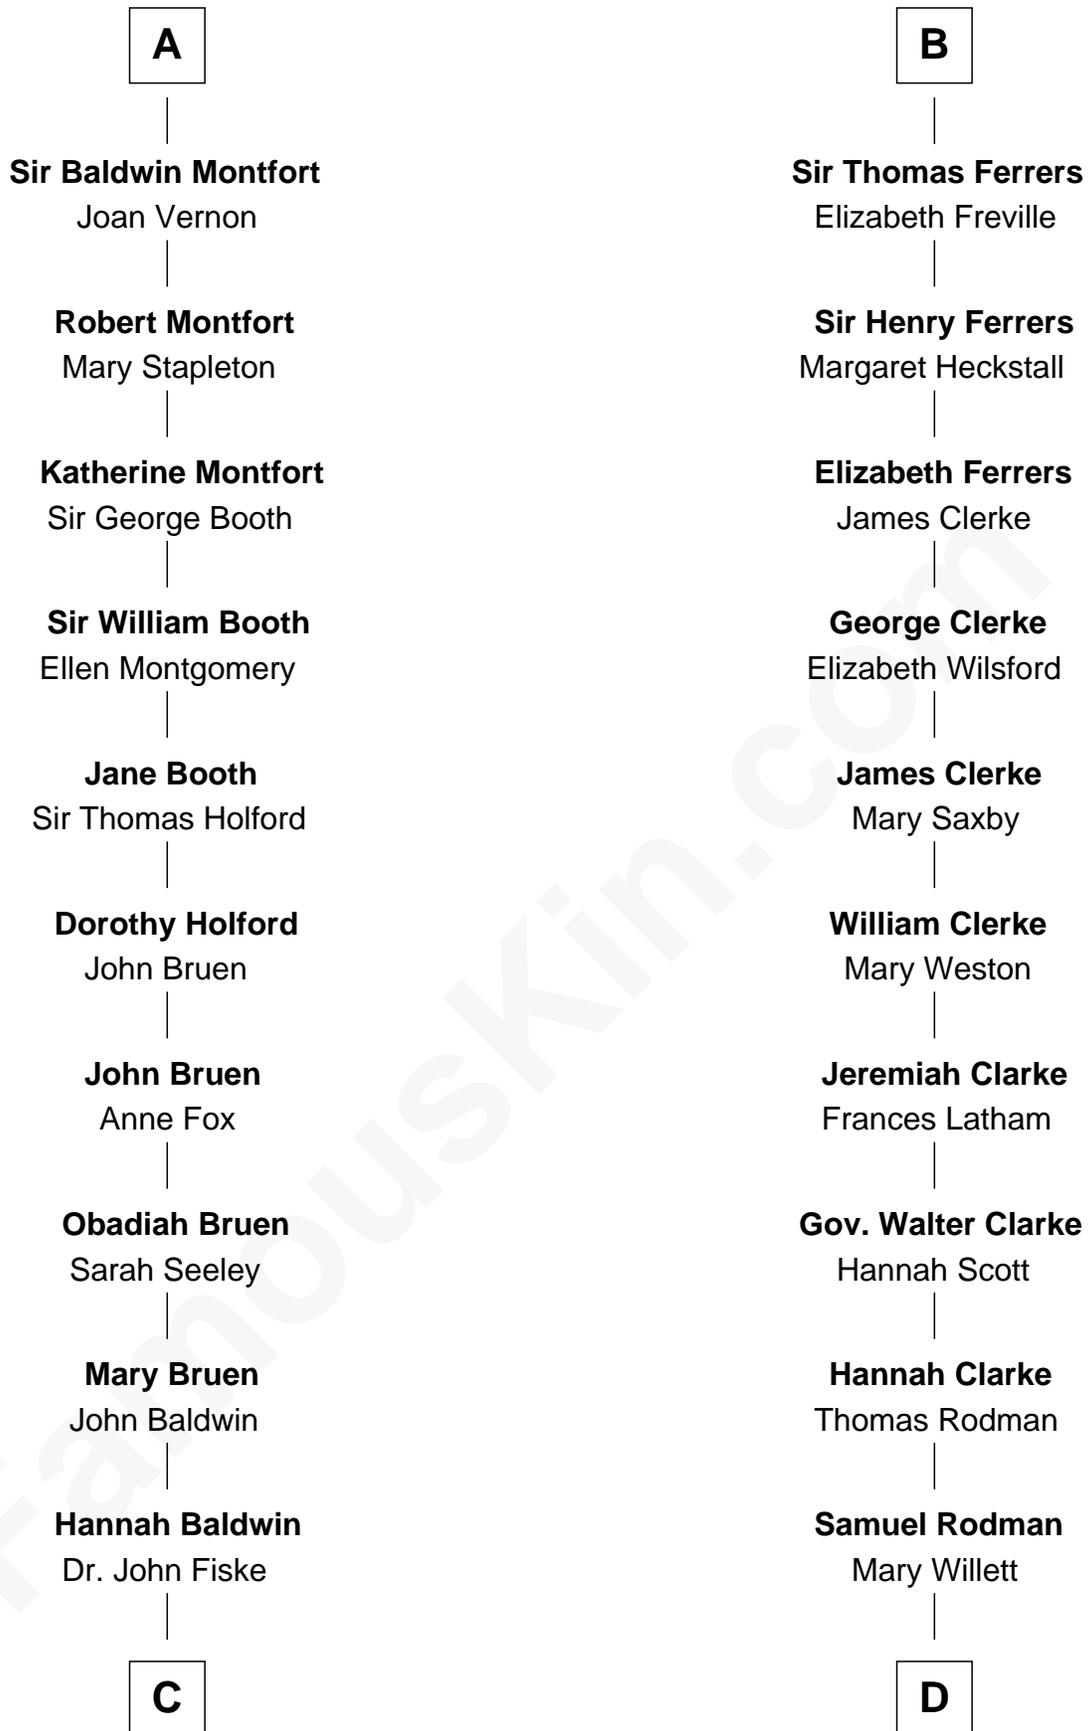 A
Sir Baldwin Montfort
Joan Vernon
Robert Montfort
Mary Stapleton
Katherine Montfort
Sir George Booth
Sir William Booth
Ellen Montgomery
Jane Booth
Sir Thomas Holford
Dorothy Holford
John Bruen
John Bruen
Anne Fox
Obadiah Bruen
Sarah Seeley
Mary Bruen
John Baldwin
Hannah Baldwin
Dr. John Fiske
C
B
Sir Thomas Ferrers
Elizabeth Freville
Sir Henry Ferrers
Margaret Heckstall
Elizabeth Ferrers
James Clerke
George Clerke
Elizabeth Wilsford
James Clerke
Mary Saxby
William Clerke
Mary Weston
Jeremiah Clarke
Frances Latham
Gov. Walter Clarke
Hannah Scott
Hannah Clarke
Thomas Rodman
Samuel Rodman
Mary Willett
D
FamousKin.com